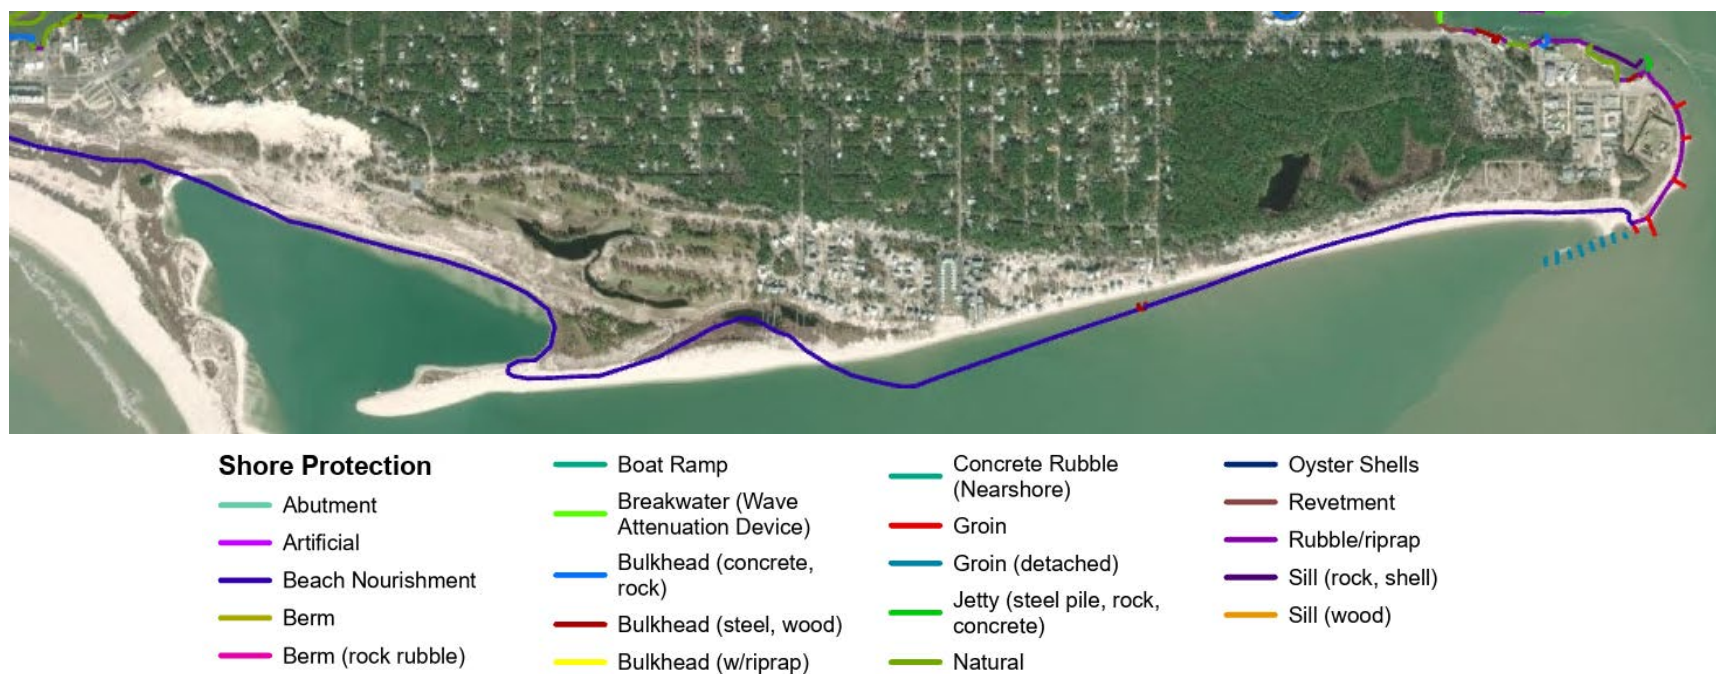 Shore Protection
Abutment
Artificial
Beach Nourishment
Berm
Berm (rock rubble)
Boat Ramp
Breakwater (Wave
Attenuation Device)
Bulkhead (concrete,
rock)
Bulkhead (steel, wood)
Bulkhead (w/riprap)
Concrete Rubble
(Nearshore)
Groin
Groin (detached)
Jetty (steel pile, rock,
concrete)
Natural
Oyster Shells
Revetment
Rubble/riprap
Sill (rock, shell)
Sill (wood)